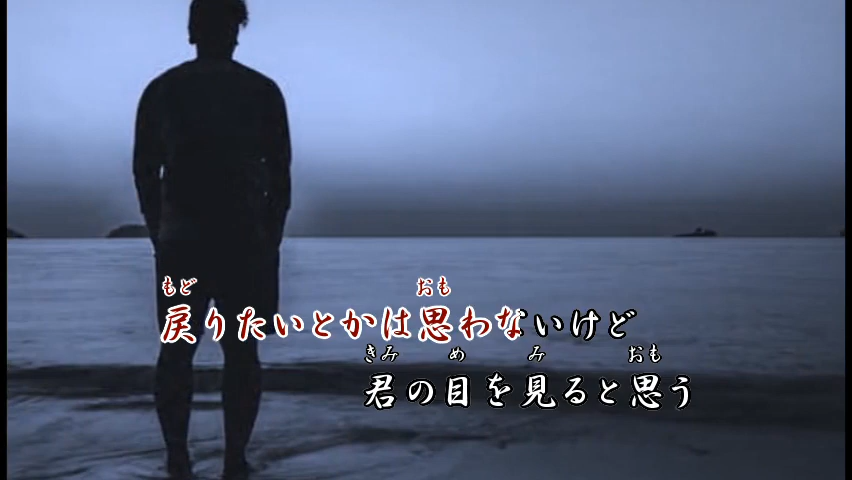 もど おも
戻りたいとかは思わないけど
きみ め み おも
君の目を見ると思う